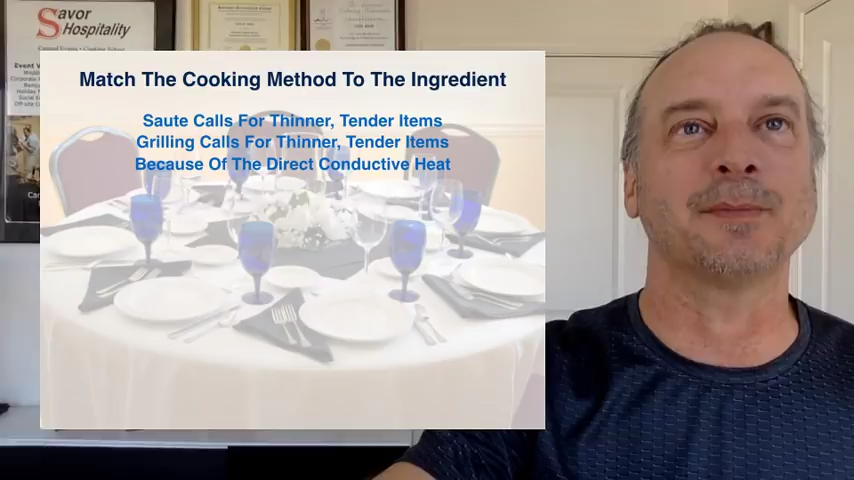 Savor
Hospitality
Match The Cooking Method To The Ingredient
Saute Calls For Thinner, Tender Items
Grilling Calls For Thinner, Tender Items
Because Of The Direct Conductive Heat